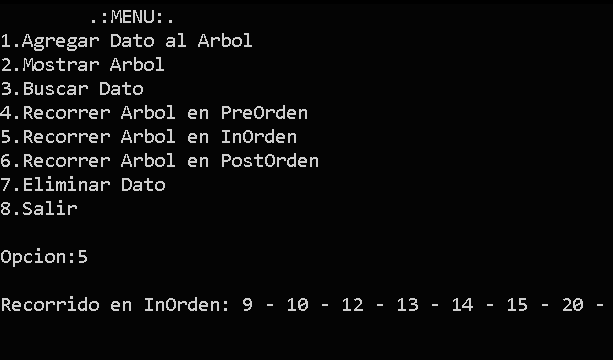 .:MENU:.
1.Agregar Dato al Arbol
2.Mostrar Arbol
3.Buscar Dato
4.Recorrer Arbol en PreOrden
5.Recorrer Arbol en InOrden
6.Recorrer Arbol en PostOrden
7.Eliminar Dato
8.Salir
Opcion:5
Recorrido en InOrden: 9 - 10 - 12 - 13 - 14 - 15 - 20 -